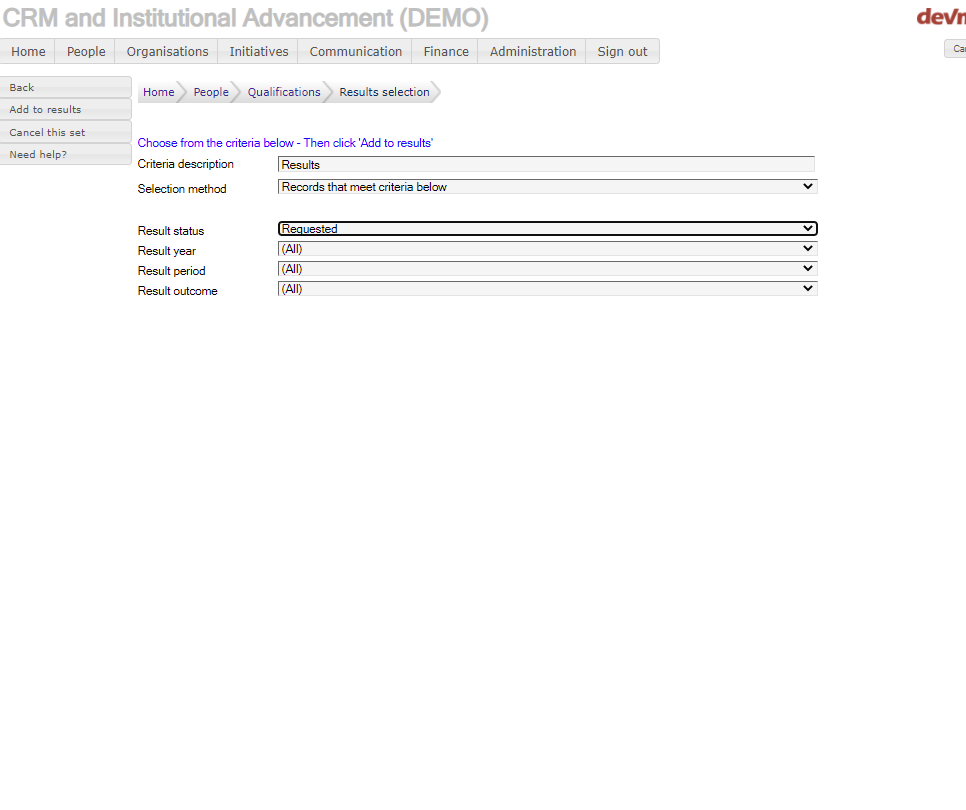 CRM and Institutional Advancement (DEMO)
Home People Organisations Initiatives Communication Finance Administration Sign out
Back
Add to results
Cancel this set
Need help?
Home People Qualifications Results selection
Choose from the criteria below - Then click 'Add to results'
Criteria description Results
Selection method Records that meet criteria below
Result status Requested
Result year (All)
Result period (All)
Result outcome (All)